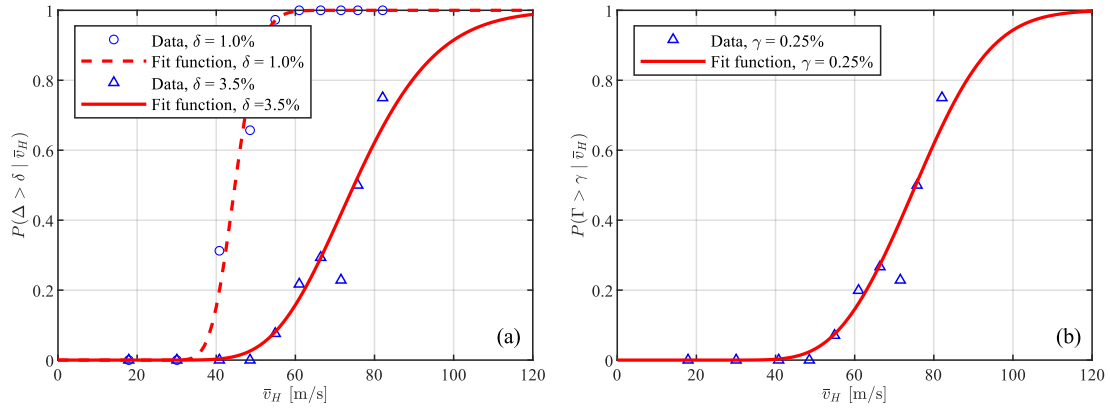 1
0.8
0.6
0.4
0.2
0
P(Δ > δ | v̄_H)
Data, δ = 1.0%
Fit function, δ = 1.0%
Data, δ = 3.5%
Fit function, δ =3.5%
(a)
0 20 40 60 80 100 120
v̄_H [m/s]
1
0.8
0.6
0.4
0.2
0
P(Γ > γ | v̄_H)
Data, γ = 0.25%
Fit function, γ = 0.25%
(b)
0 20 40 60 80 100 120
v̄_H [m/s]